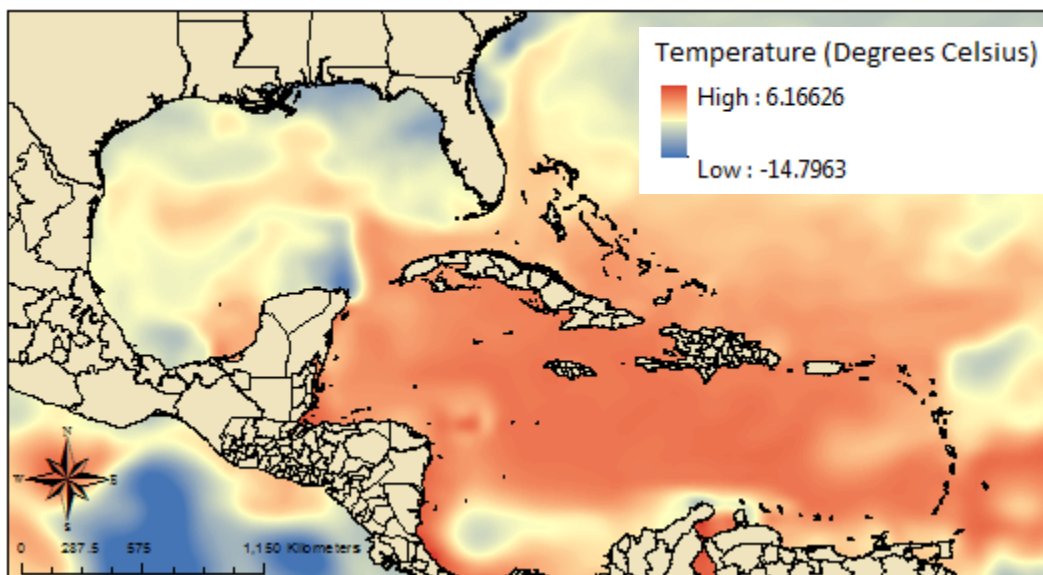 Temperature (Degrees Celsius)
High : 6.16626
Low : -14.7963
N
W E
S
0 287.5 575 1,150 Kilometers